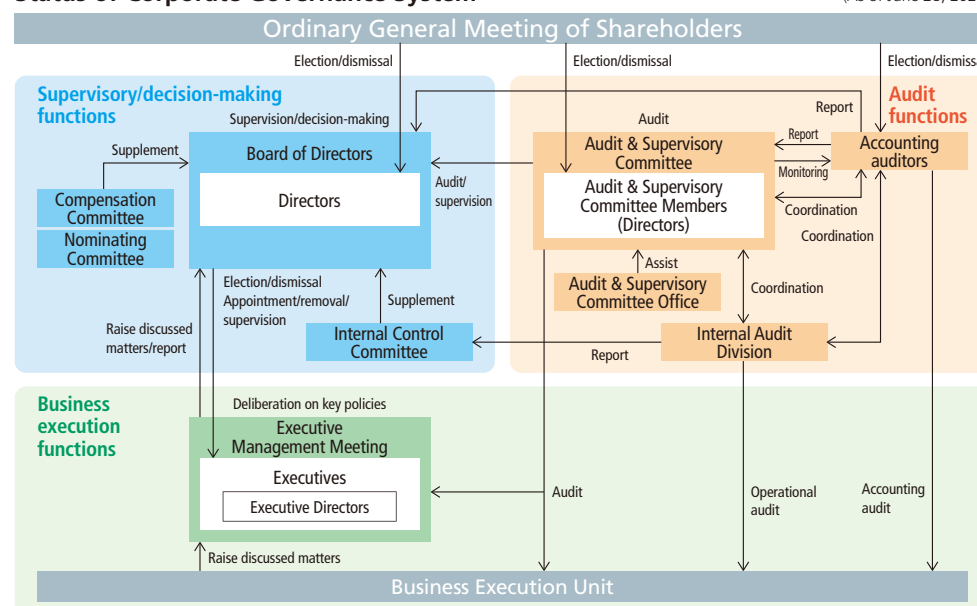 Ordinary General Meeting of Shareholders
Election/dismissal
Election/dismissal
Supervisory/decision-making
functions
Audit
functions
Supervision/decision-making
Board of Directors
Directors
Supplement
Compensation
Committee
Nominating
Committee
Audit/
supervision
Audit
Audit & Supervisory
Committee
Audit & Supervisory
Committee Members
(Directors)
Report
Report
Monitoring
Accounting
auditors
Coordination
Coordination
Assist
Audit & Supervisory
Committee Office
Coordination
Election/dismissal
Appointment/removal/
supervision
Supplement
Raise discussed
matters/report
Internal Control
Committee
Report
Internal Audit
Division
Business
execution
functions
Deliberation on key policies
Executive
Management Meeting
Executives
Executive Directors
Audit
Operational
audit
Accounting
audit
Raise discussed matters
Business Execution Unit